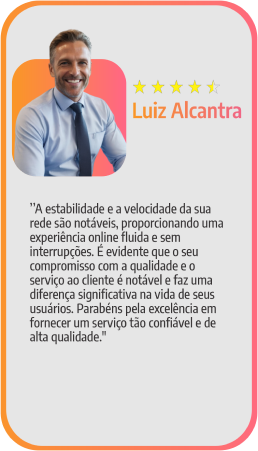 Luiz Alcantra
''A estabilidade e a velocidade da sua
rede são notáveis, proporcionando uma
experiência online fluida e sem
interrupções. É evidente que o seu
compromisso com a qualidade e o
serviço ao cliente é notável e faz uma
diferença significativa na vida de seus
usuários. Parabéns pela excelência em
fornecer um serviço tão confiável e de
alta qualidade."